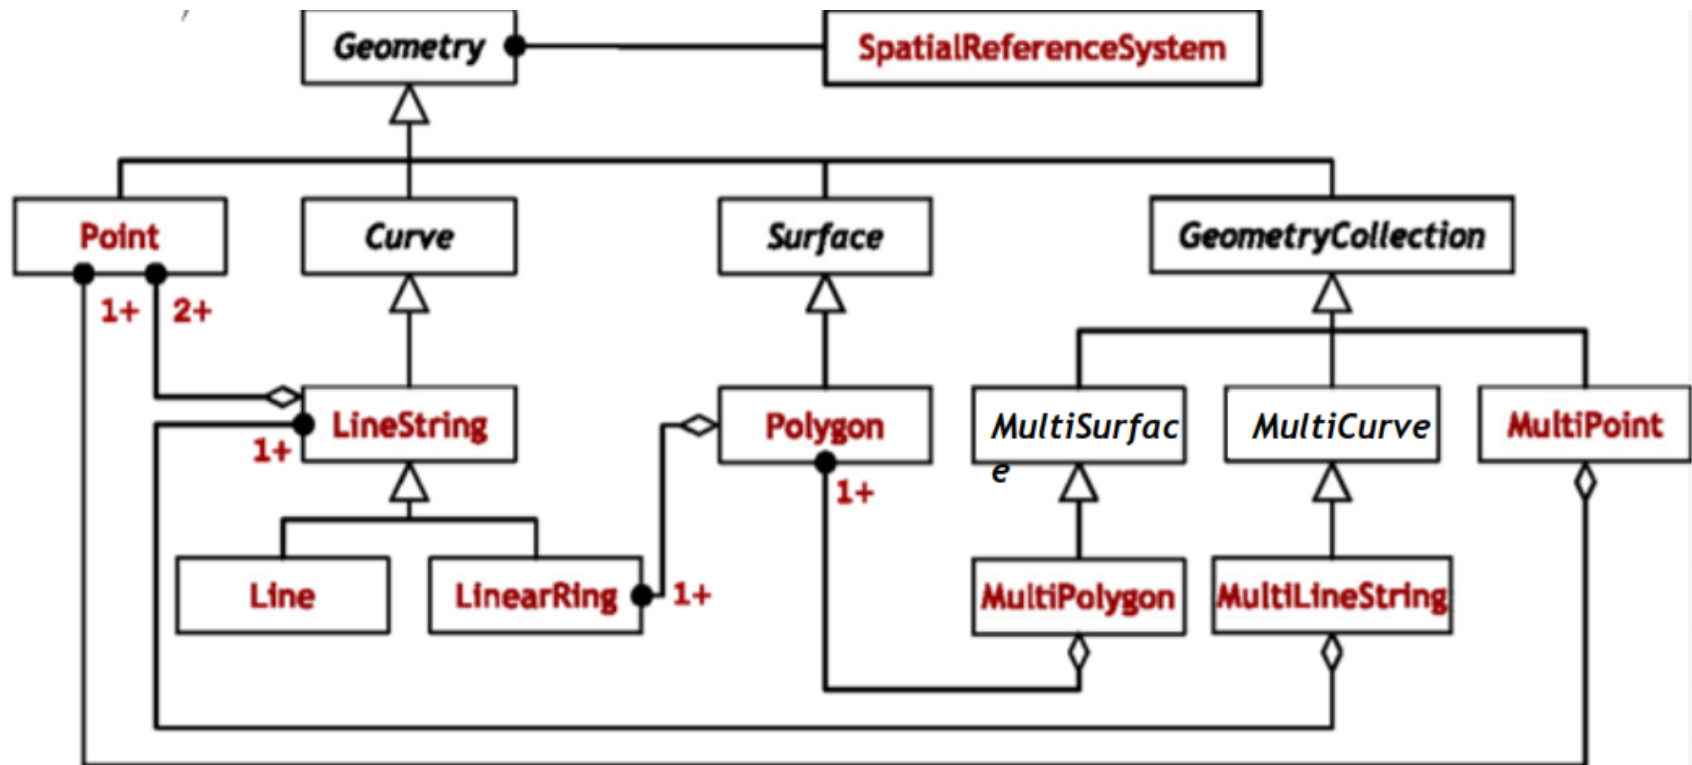 Geometry
SpatialReferenceSystem
Point
Curve
Surface
GeometryCollection
1+
2+
LineString
1+
Polygon
1+
MultiSurfac
e
MultiCurve
MultiPoint
Line
LinearRing
1+
MultiPolygon
MultiLineString